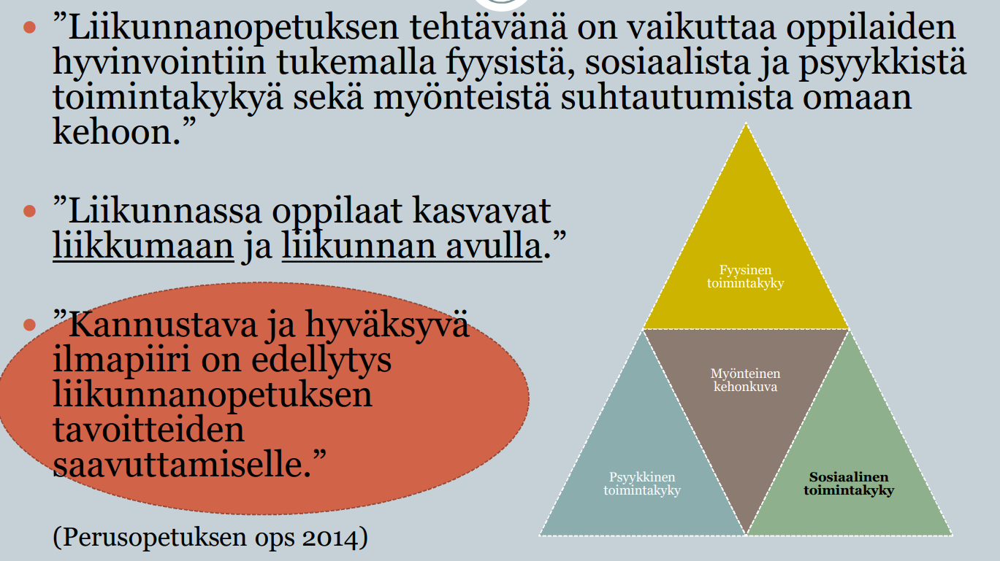 ”Liikunnanopetuksen tehtävänä on vaikuttaa oppilaiden
hyvinvointiin tukemalla fyysistä, sosiaalista ja psyykkistä
toimintakykyä sekä myönteistä suhtautumista omaan
kehoon.”
”Liikunnassa oppilaat kasvavat
liikkumaan ja liikunnan avulla.”
”Kannustava ja hyväksyvä
ilmapiiri on edellytys
liikunnanopetuksen
tavoitteiden
saavuttamiselle.”
(Perusopetuksen ops 2014)
Fyysinen
toimintakyky
Myönteinen
kehonkuva
Psyykkinen
toimintakyky
Sosiaalinen
toimintakyky